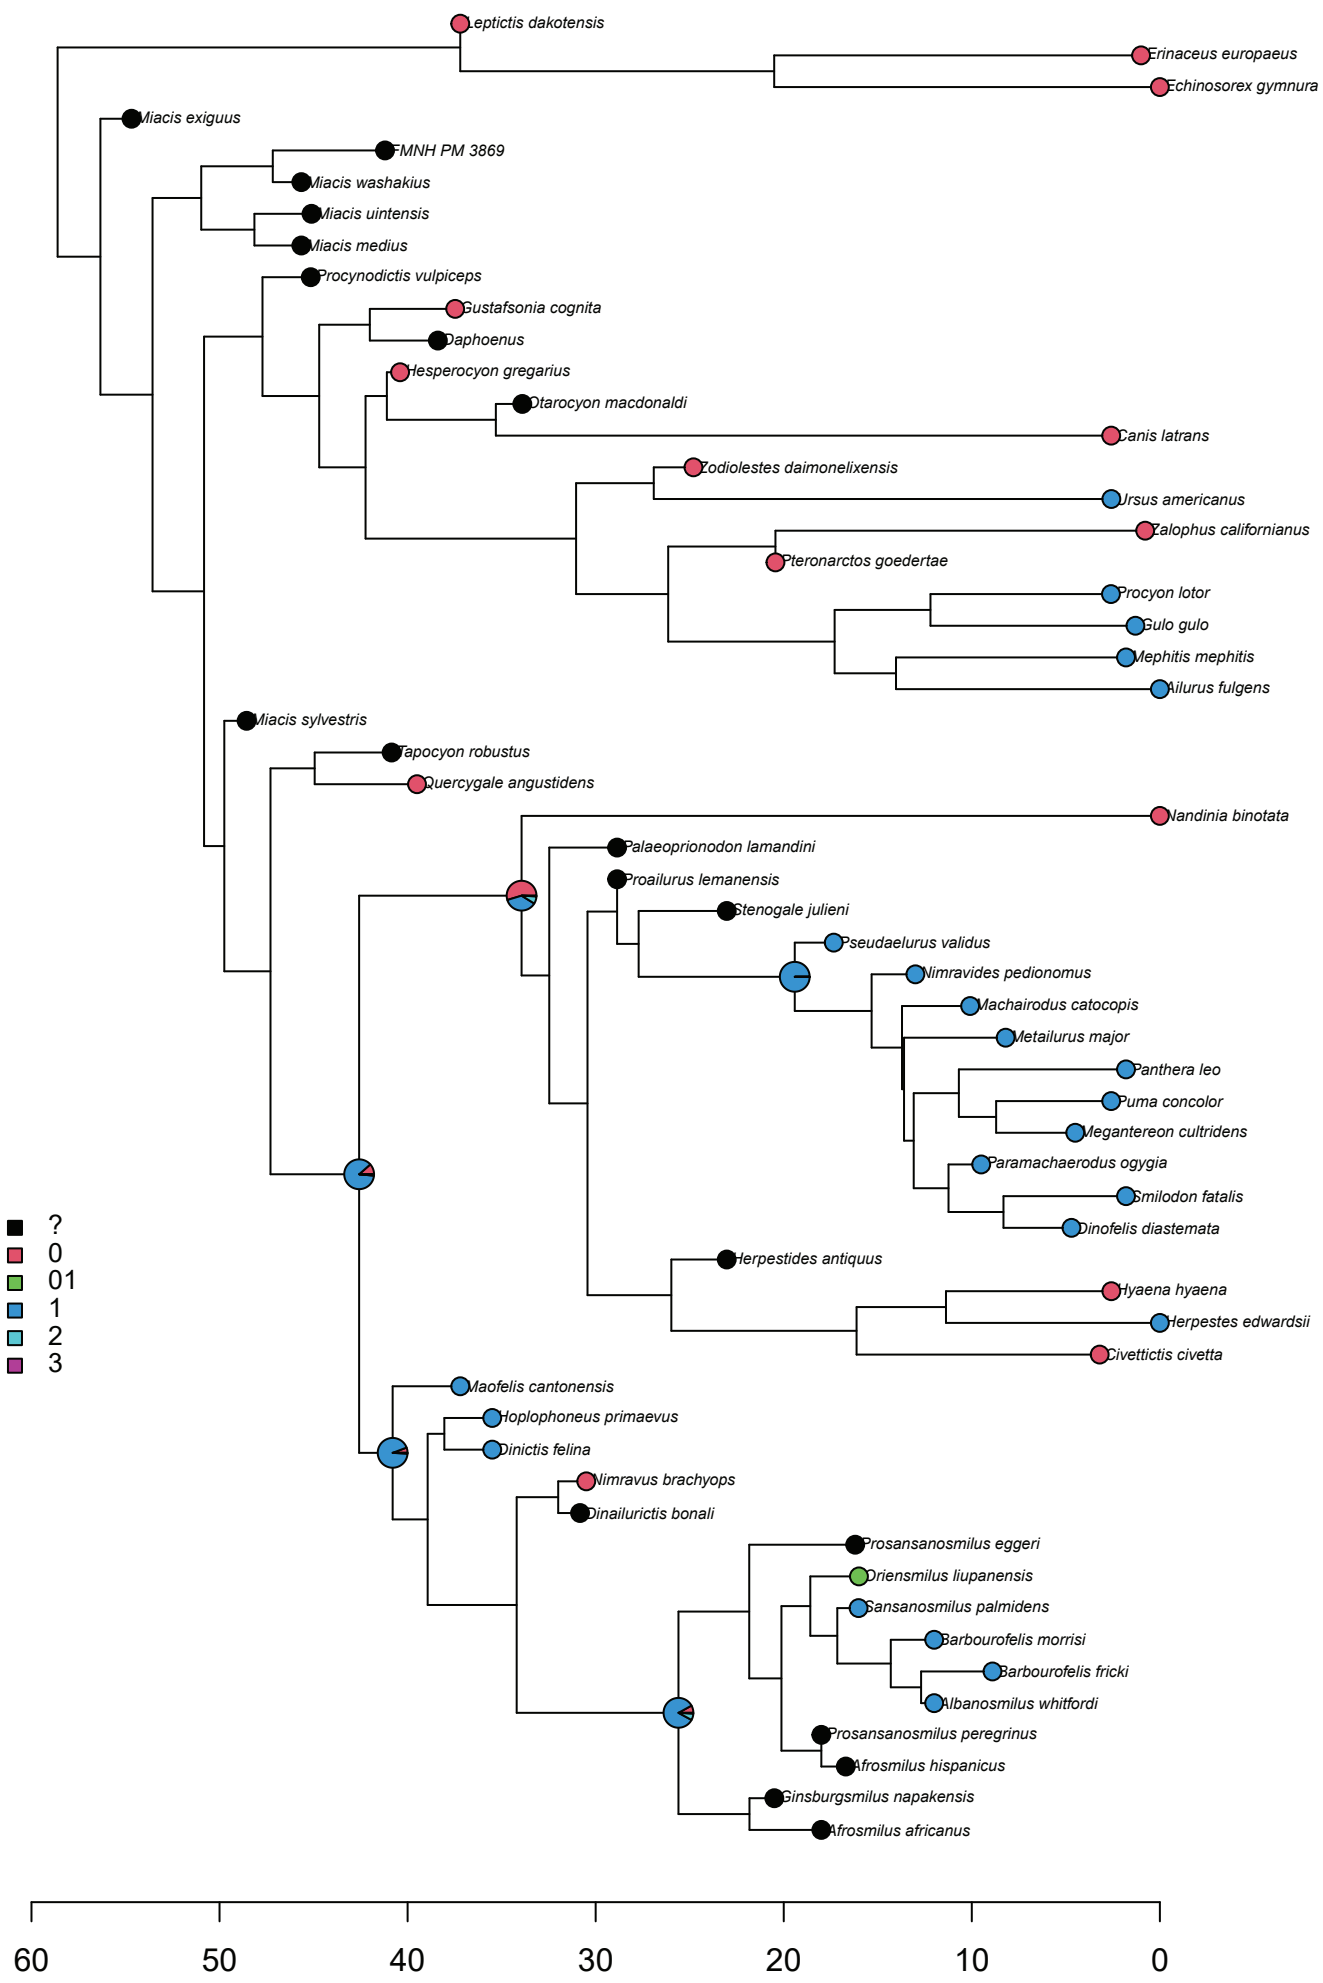 Leptictis dakotensis
Erinaceus europaeus
Echinosorex gymnura
Miacis exiguus
FMNH PM 3869
Miacis washakius
Miacis uintensis
Miacis medius
Procynodictis vulpiceps
Gustafsonia cognita
Daphoenus
Hesperocyon gregarius
Otarocyon macdonaldi
Canis latrans
Zodiolestes daimonelixensis
Ursus americanus
Zalophus californianus
Pteronarctos goedertae
Procyon lotor
Gulo gulo
Mephitis mephitis
Ailurus fulgens
Miacis sylvestris
Tapocyon robustus
Quercygale angustidens
Nandinia binotata
Palaeoprionodon lamandini
Proailurus lemanensis
Stenogale julieni
Pseudaelurus validus
Nimravides pedionomus
Machairodus catocopis
Metailurus major
Panthera leo
Puma concolor
Megantereon cultridens
Paramachaerodus ogygia
Smilodon fatalis
Dinofelis diastemata
Herpestides antiquus
Hyaena hyaena
Herpestes edwardsii
Civettictis civetta
Maofelis cantonensis
Hoplophoneus primaevus
Dinictis felina
Nimravus brachyops
Dinailurictis bonali
Prosansanosmilus eggeri
Oriensmilus liupanensis
Sansanosmilus palmidens
Barbourofelis morrisi
Barbourofelis fricki
Albanosmilus whitfordi
Prosansanosmilus peregrinus
Afrosmilus hispanicus
Ginsburgsmilus napakensis
Afrosmilus africanus
?
0
01
1
2
3
60 50 40 30 20 10 0